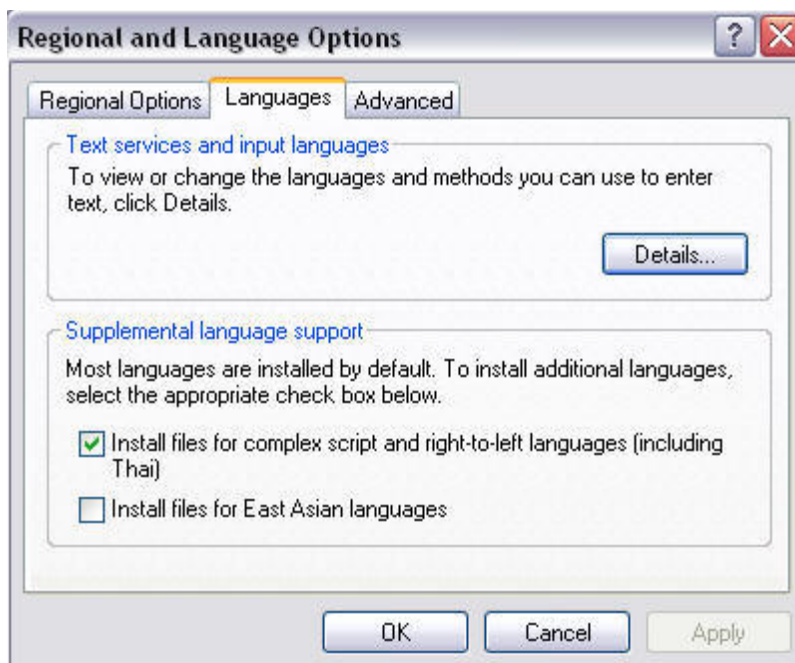 Regional and Language Options
?
Regional Options
Languages
Advanced
Text services and input languages
To view or change the languages and methods you can use to enter
text, click Details.
Details...
Supplemental language support
Most languages are installed by default. To install additional languages,
select the appropriate check box below.
Install files for complex script and right-to-left languages (including
Thai)
Install files for East Asian languages
OK
Cancel
Apply